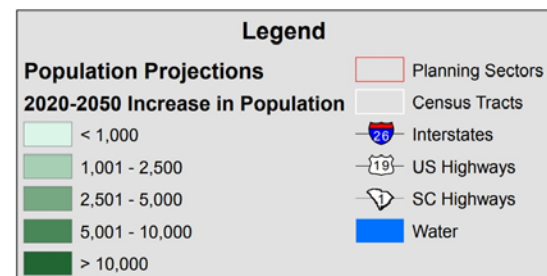 Legend
Population Projections
2020-2050 Increase in Population
< 1,000
1,001 - 2,500
2,501 - 5,000
5,001 - 10,000
> 10,000
Planning Sectors
Census Tracts
26 Interstates
19 US Highways
1 SC Highways
Water